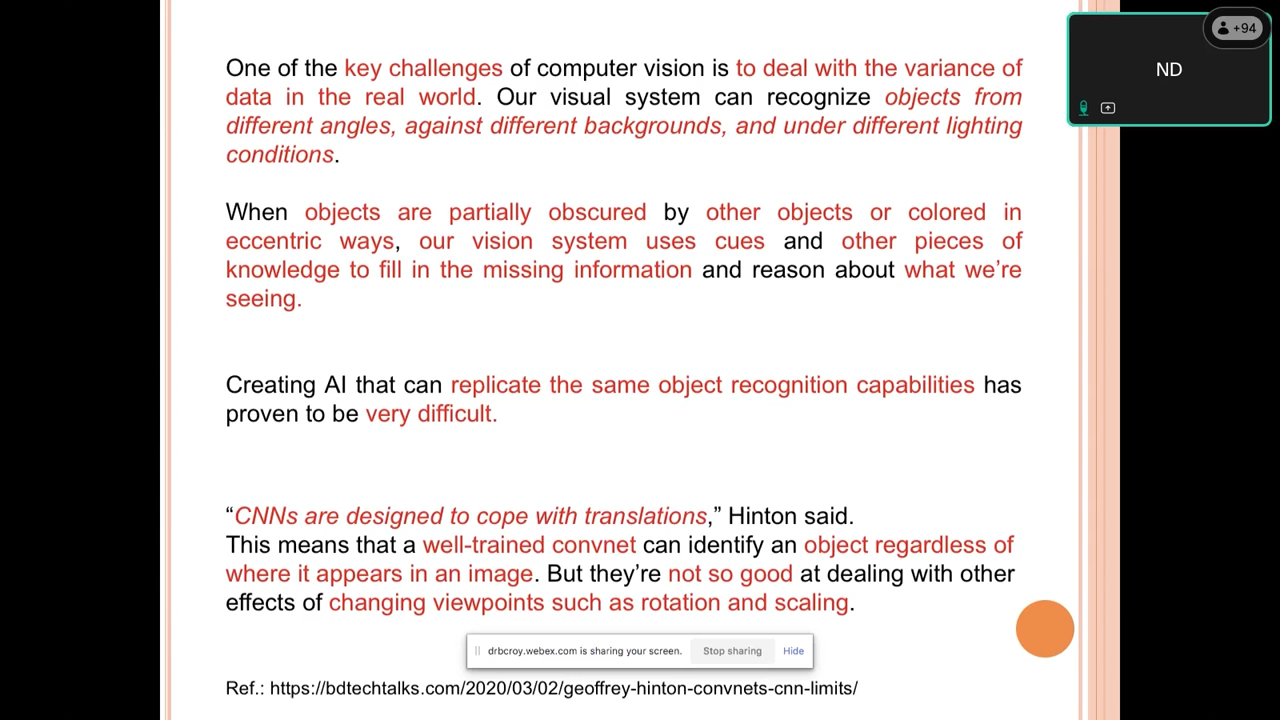 +94
ND
One of the key challenges of computer vision is to deal with the variance of
data in the real world. Our visual system can recognize objects from
different angles, against different backgrounds, and under different lighting
conditions.
When objects are partially obscured by other objects or colored in
eccentric ways, our vision system uses cues and other pieces of
knowledge to fill in the missing information and reason about what we’re
seeing.
Creating AI that can replicate the same object recognition capabilities has
proven to be very difficult.
“CNNs are designed to cope with translations,” Hinton said.
This means that a well-trained convnet can identify an object regardless of
where it appears in an image. But they’re not so good at dealing with other
effects of changing viewpoints such as rotation and scaling.
drbcroy.webex.com is sharing your screen. Stop sharing Hide
Ref.: https://bdtechtalks.com/2020/03/02/geoffrey-hinton-convnets-cnn-limits/